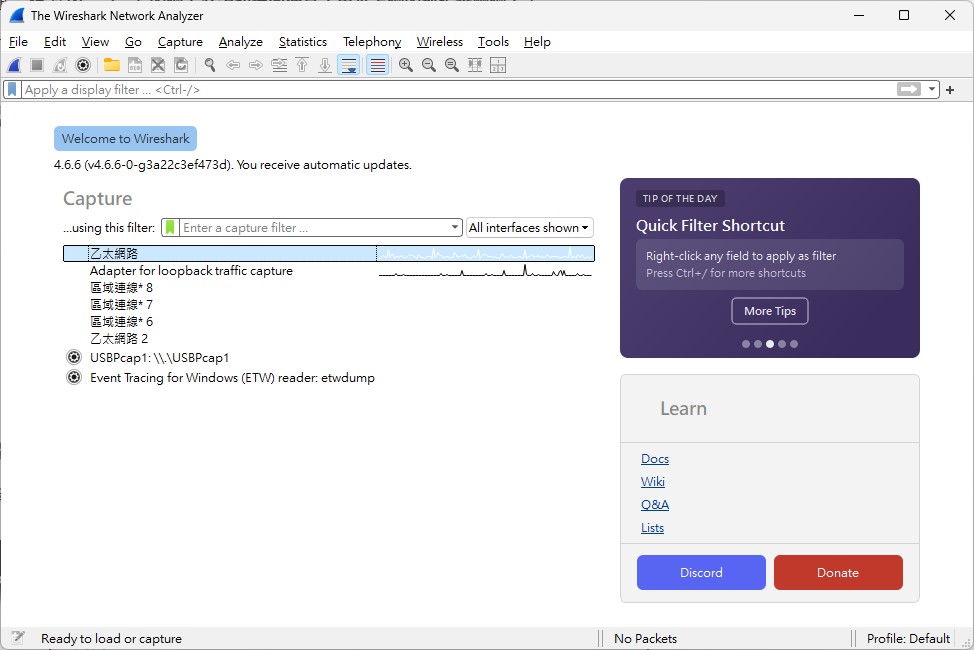 The Wireshark Network Analyzer
File Edit View Go Capture Analyze Statistics Telephony Wireless Tools Help
Apply a display filter ... <Ctrl-/>
Welcome to Wireshark
4.6.6 (v4.6.6-0-g3a22c3ef473d). You receive automatic updates.
Capture
...using this filter: Enter a capture filter ... All interfaces shown
乙太網路
Adapter for loopback traffic capture
區域連線* 8
區域連線* 7
區域連線* 6
乙太網路 2
USBPcap1: \\.\USBPcap1
Event Tracing for Windows (ETW) reader: etwdump
TIP OF THE DAY
Quick Filter Shortcut
Right-click any field to apply as filter
Press Ctrl+/ for more shortcuts
More Tips
Learn
Docs
Wiki
Q&A
Lists
Discord Donate
Ready to load or capture No Packets Profile: Default